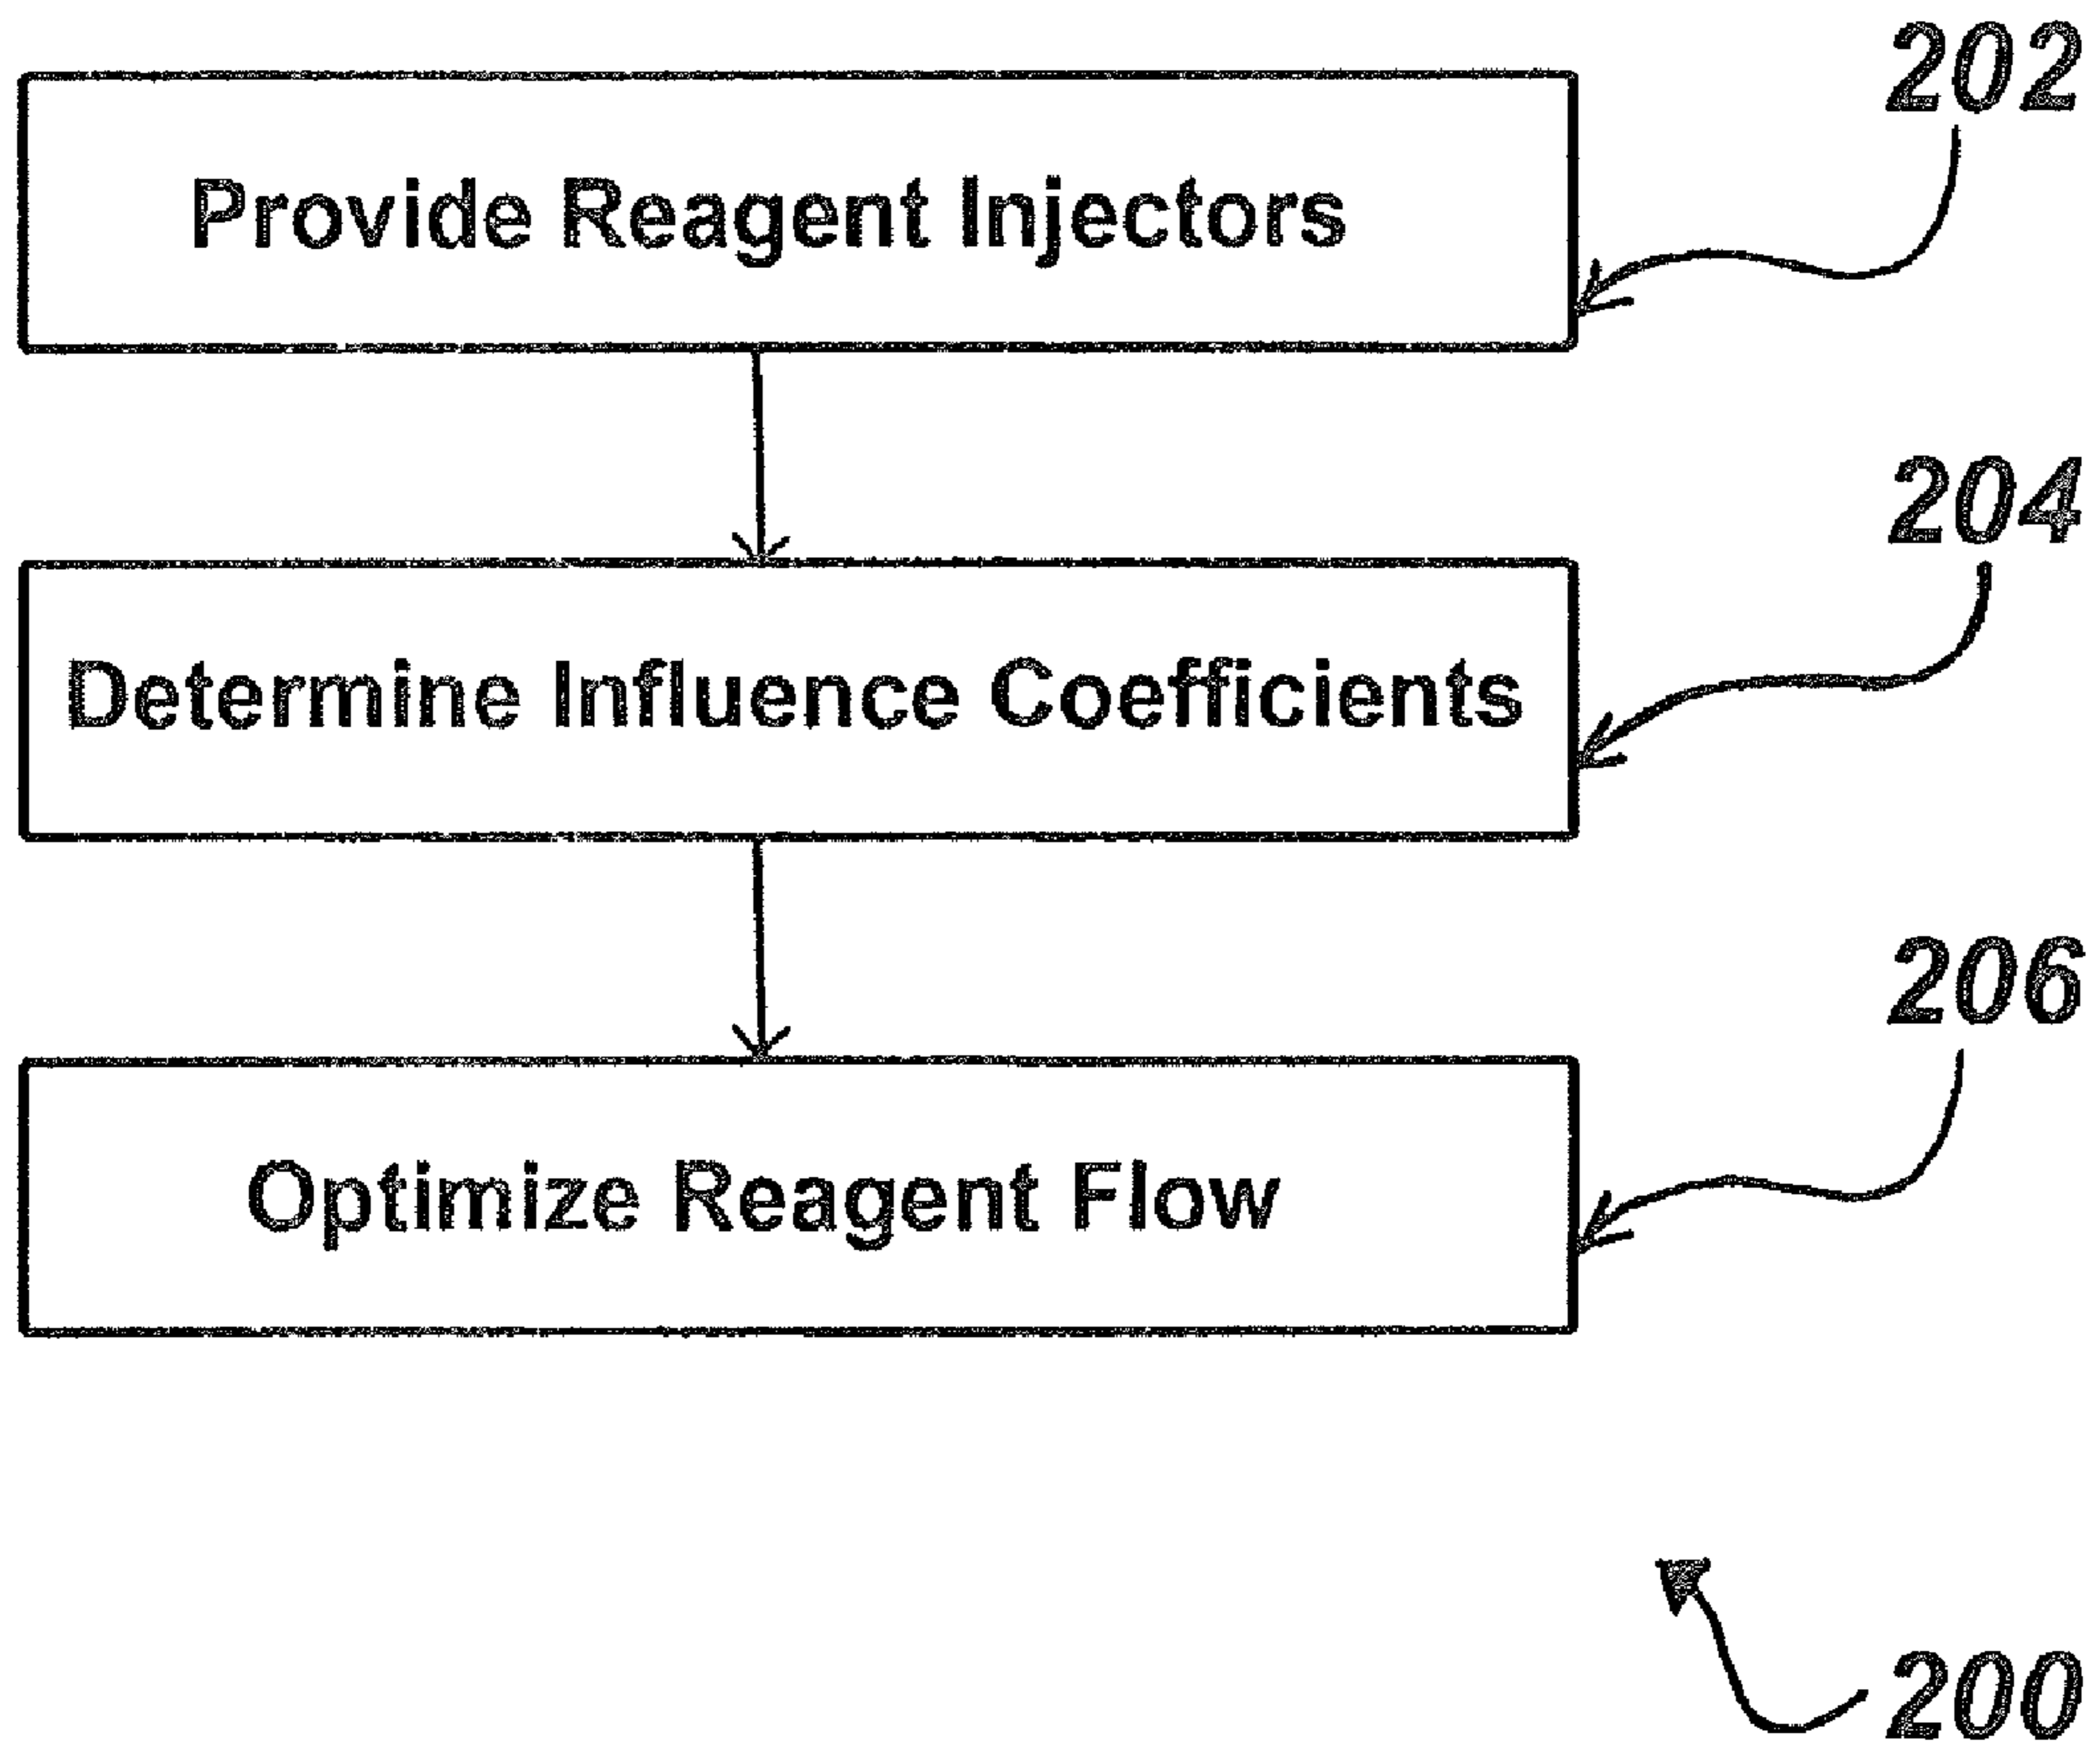 202
Provide Reagent Injectors
204
Determine Influence Coefficients
206
Optimize Reagent Flow
200